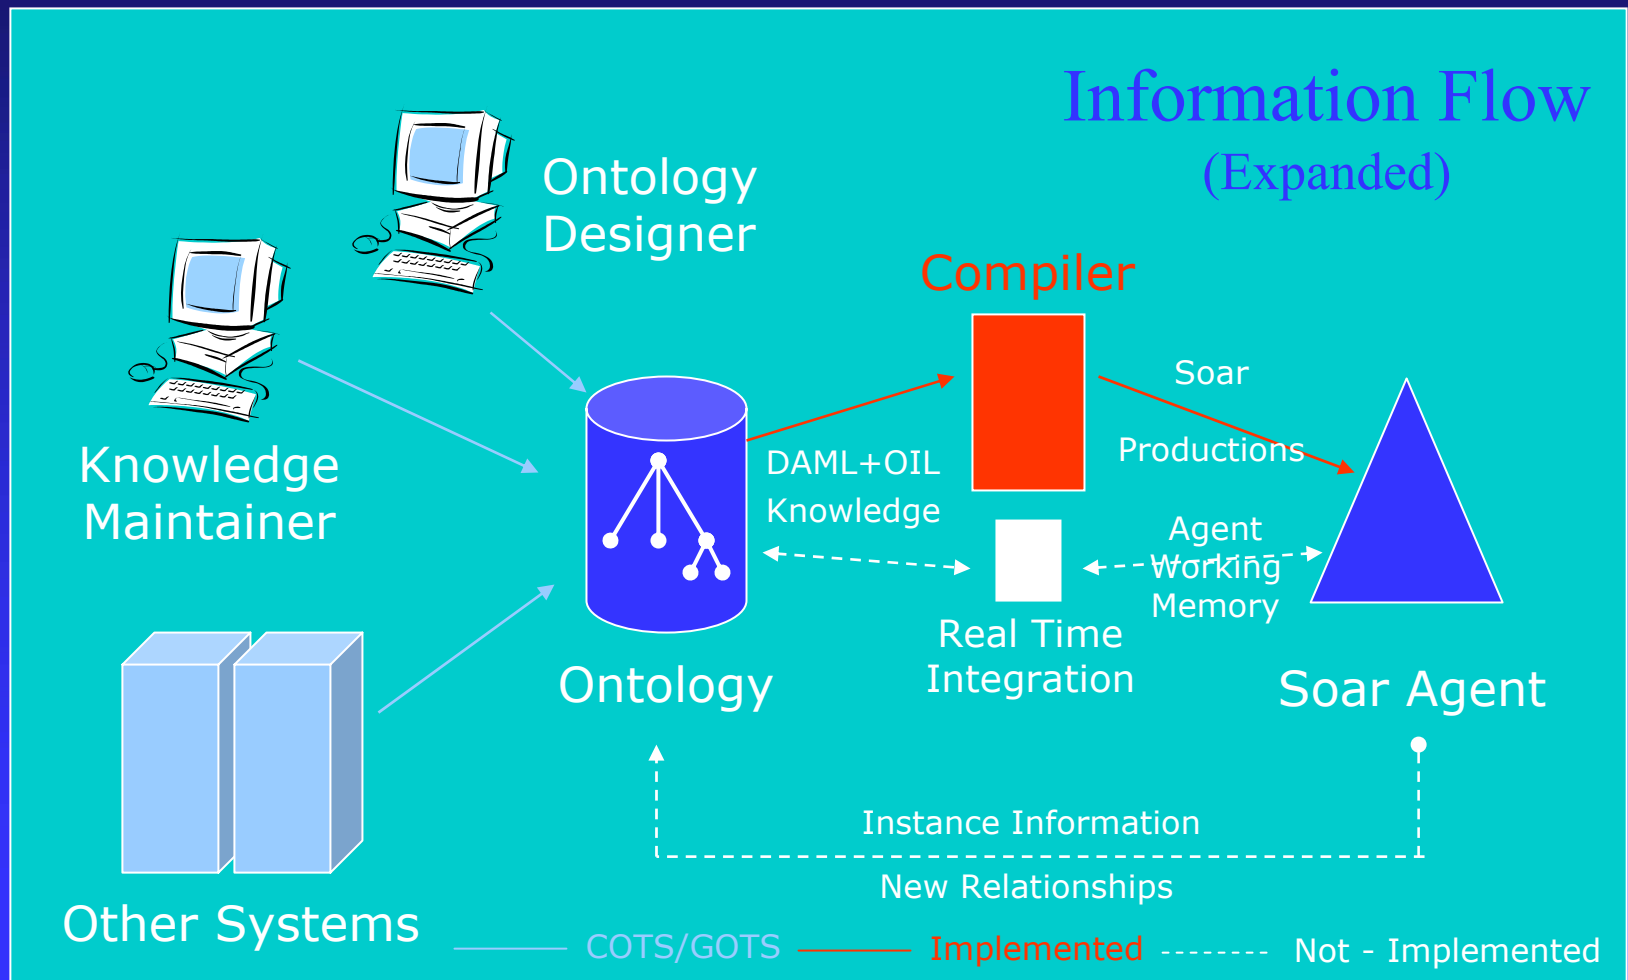 Information Flow
(Expanded)
Ontology
Designer
Compiler
Knowledge
Maintainer
Soar
Productions
DAML+OIL
Knowledge
Agent
Working
Memory
Real Time
Integration
Ontology
Soar Agent
Instance Information
New Relationships
Other Systems
COTS/GOTS
Implemented
Not - Implemented